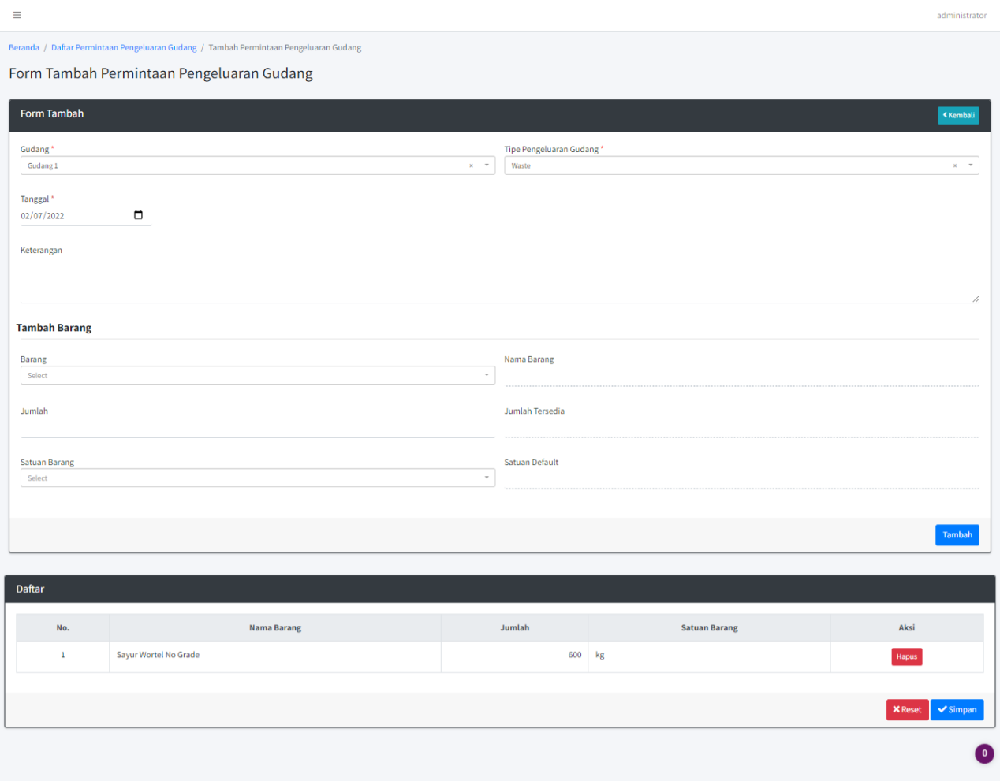 administrator
Beranda / Daftar Permintaan Pengeluaran Gudang / Tambah Permintaan Pengeluaran Gudang
Form Tambah Permintaan Pengeluaran Gudang
Form Tambah
Kembali
Gudang *
Tipe Pengeluaran Gudang *
Gudang 1 ×
Waste ×
Tanggal *
02/07/2022
Keterangan
Tambah Barang
Barang
Nama Barang
Select
Jumlah
Jumlah Tersedia
Satuan Barang
Satuan Default
Select
Tambah
Daftar
No. Nama Barang Jumlah Satuan Barang Aksi
1 Sayur Wortel No Grade 600 kg Hapus
Reset Simpan
0